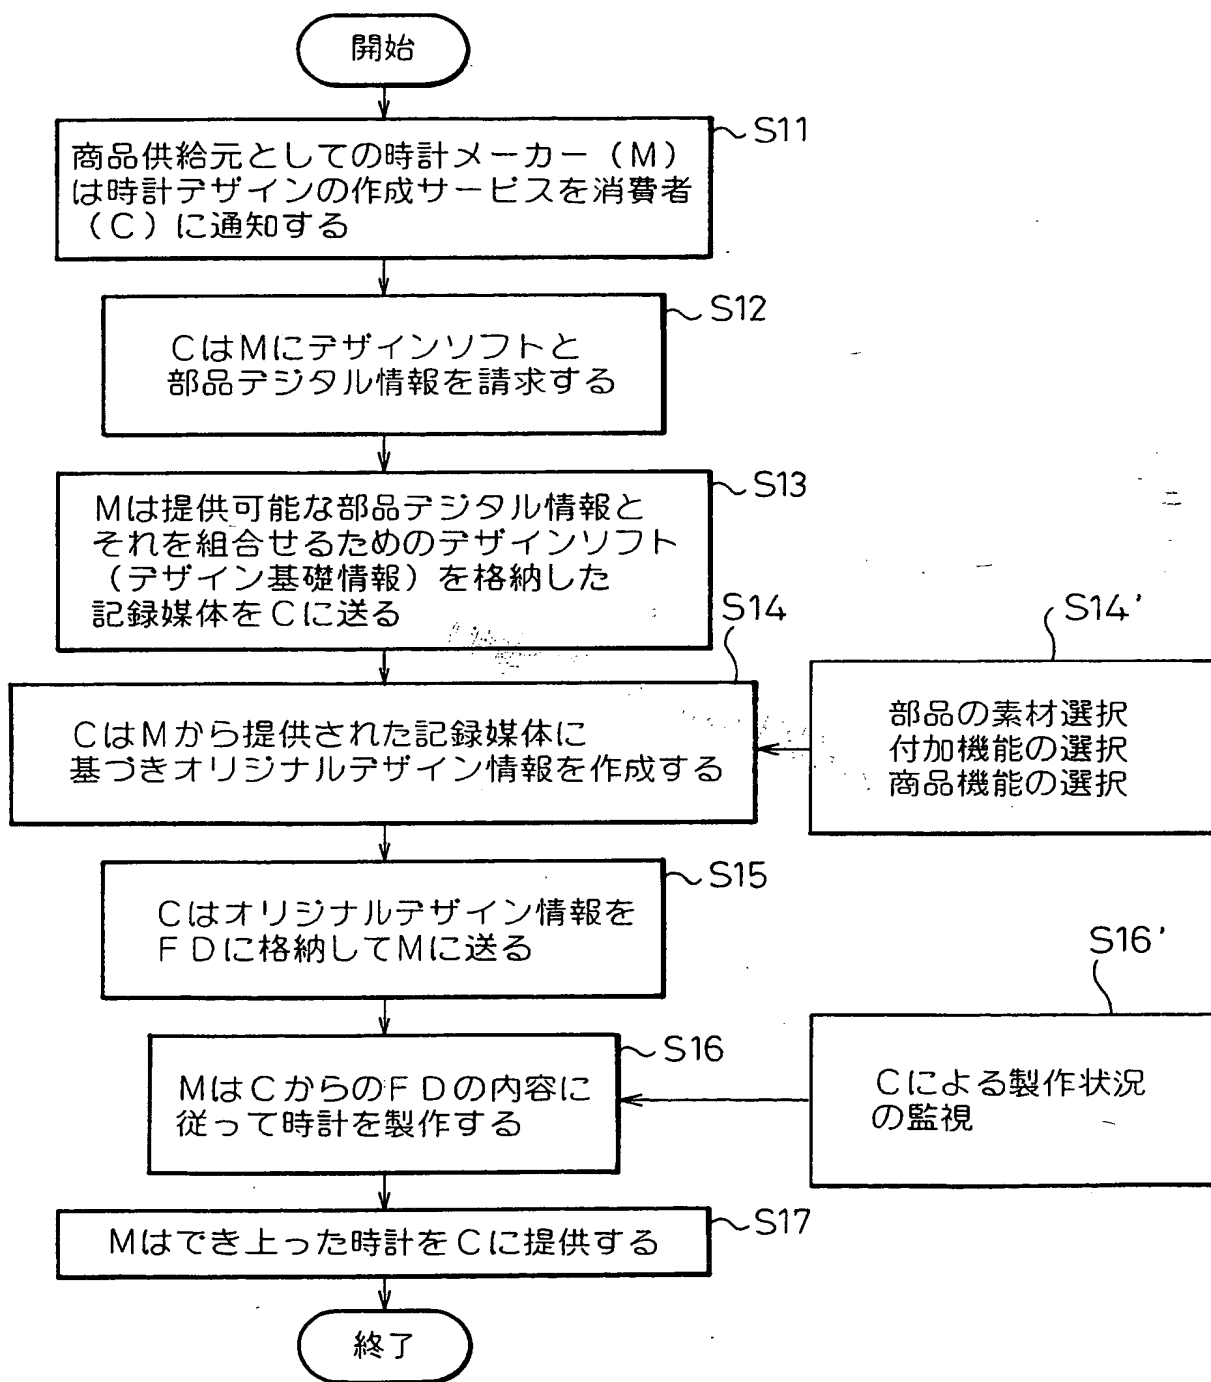 開始
S11
商品供給元としての時計メーカー（M）
は時計デザインの作成サービスを消費者
（C）に通知する
S12
CはMにデザインソフトと
部品デジタル情報を請求する
S13
Mは提供可能な部品デジタル情報と
それを組合せるためのデザインソフト
（デザイン基礎情報）を格納した
記録媒体をCに送る
S14
CはMから提供された記録媒体に
基づきオリジナルデザイン情報を作成する
S14'
部品の素材選択
付加機能の選択
商品機能の選択
S15
Cはオリジナルデザイン情報を
FDに格納してMに送る
S16
MはCからのFDの内容に
従って時計を製作する
S16'
Cによる製作状況
の監視
S17
Mはでき上った時計をCに提供する
終了